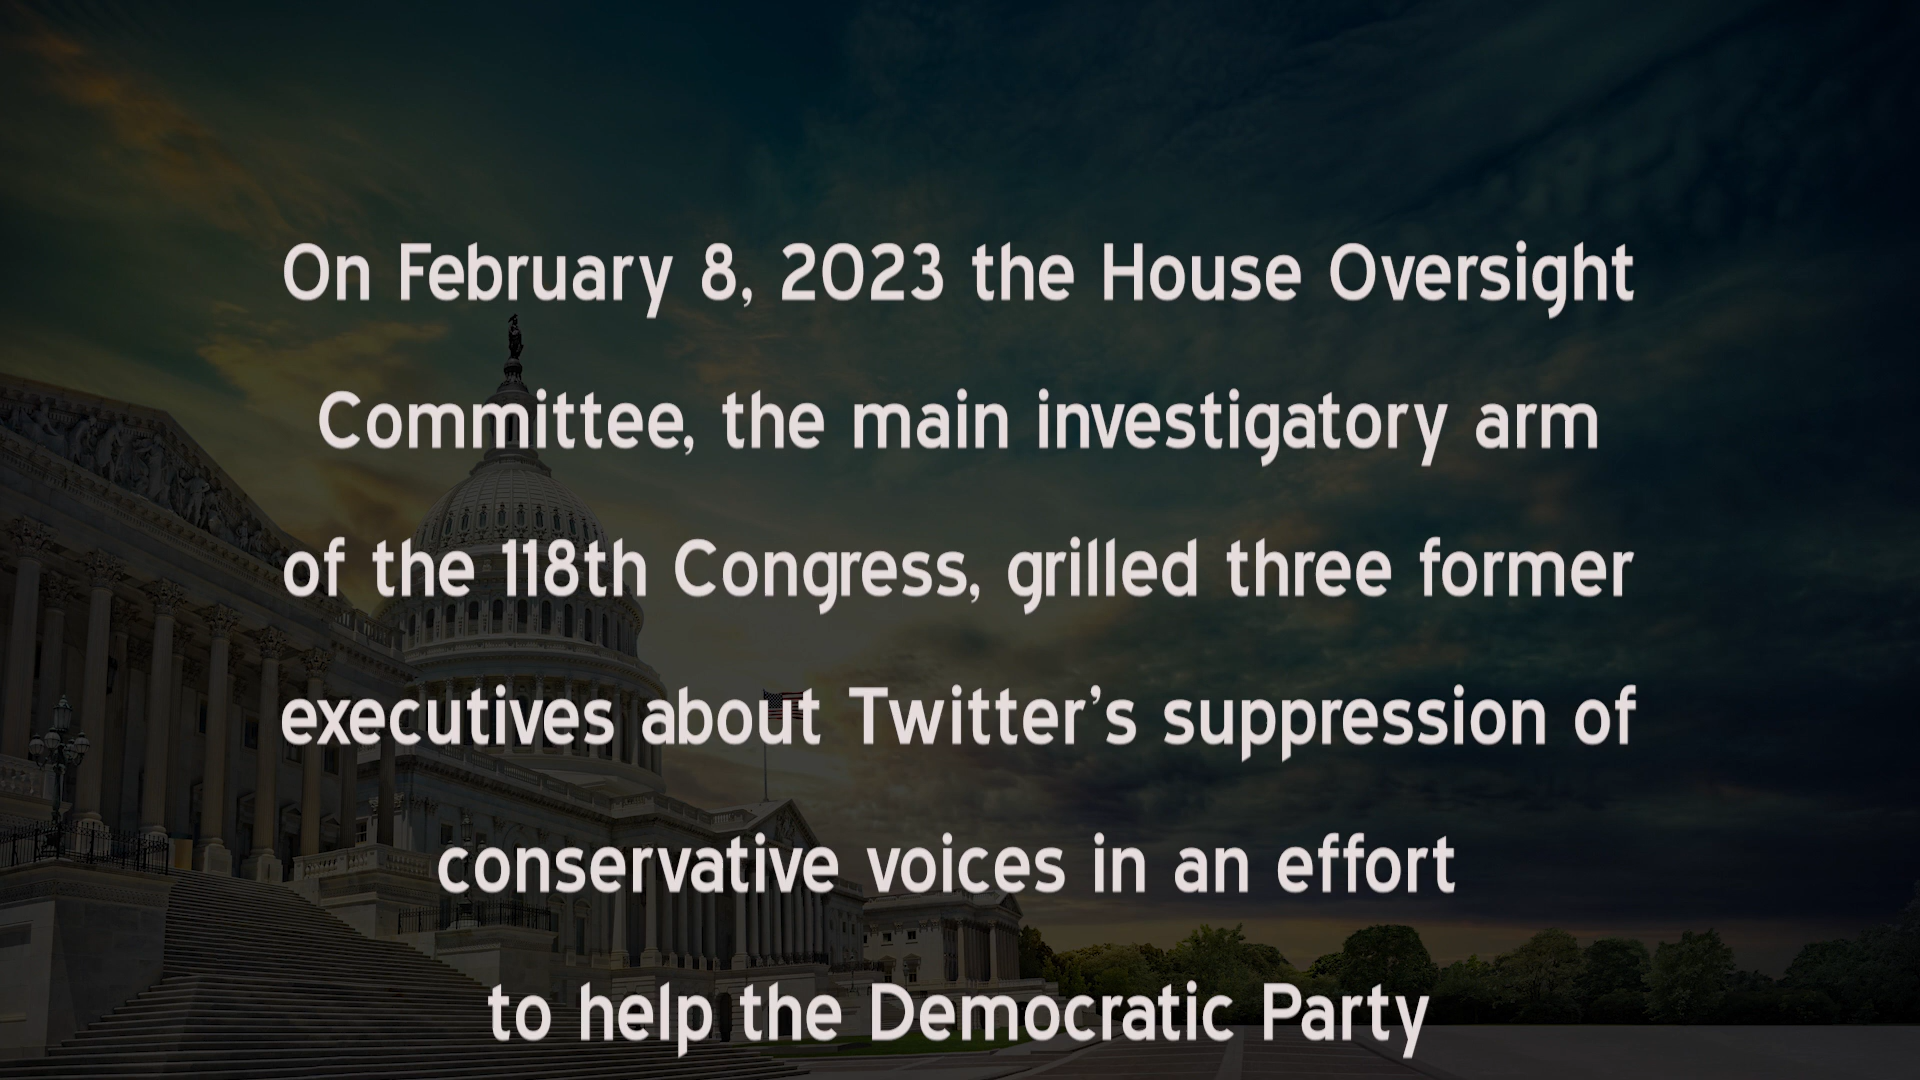 On February 8, 2023 the House Oversight
Committee, the main investigatory arm
of the 118th Congress, grilled three former
executives about Twitter’s suppression of
conservative voices in an effort
to help the Democratic Party